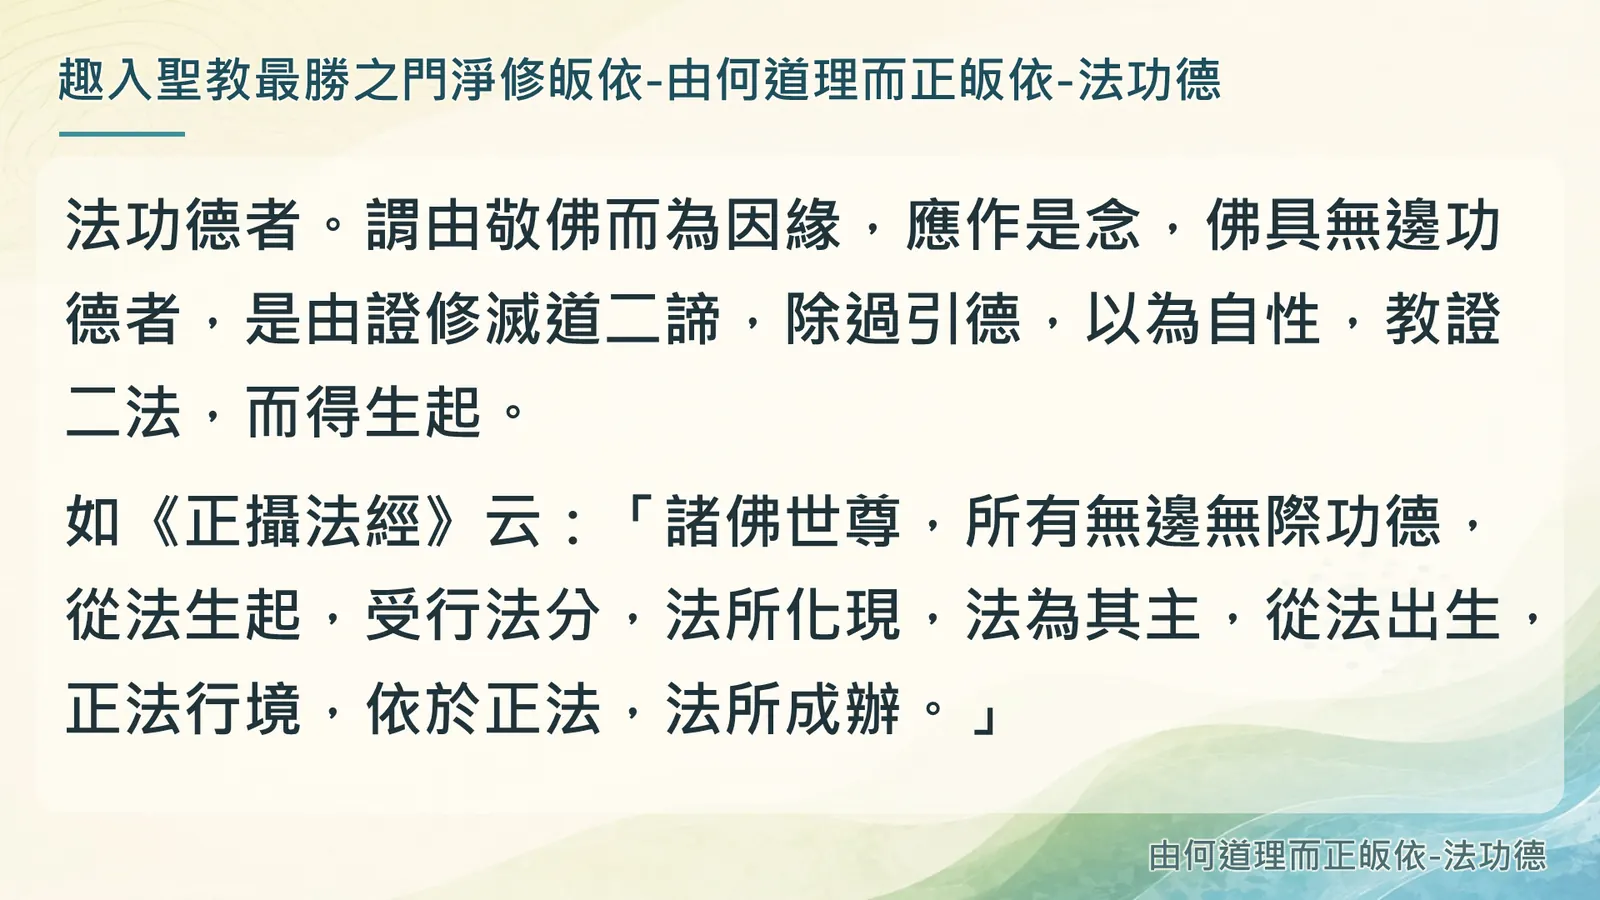 趣入聖教最勝之門淨修皈依-由何道理而正皈依-法功德
法功德者。謂由敬佛而為因緣，應作是念，佛具無邊功
德者，是由證修滅道二諦，除過引德，以為自性，教證
二法，而得生起。
如《正攝法經》云：「諸佛世尊，所有無邊無際功德，
從法生起，受行法分，法所化現，法為其主，從法出生，
正法行境，依於正法，法所成辦。」
由何道理而正皈依-法功德